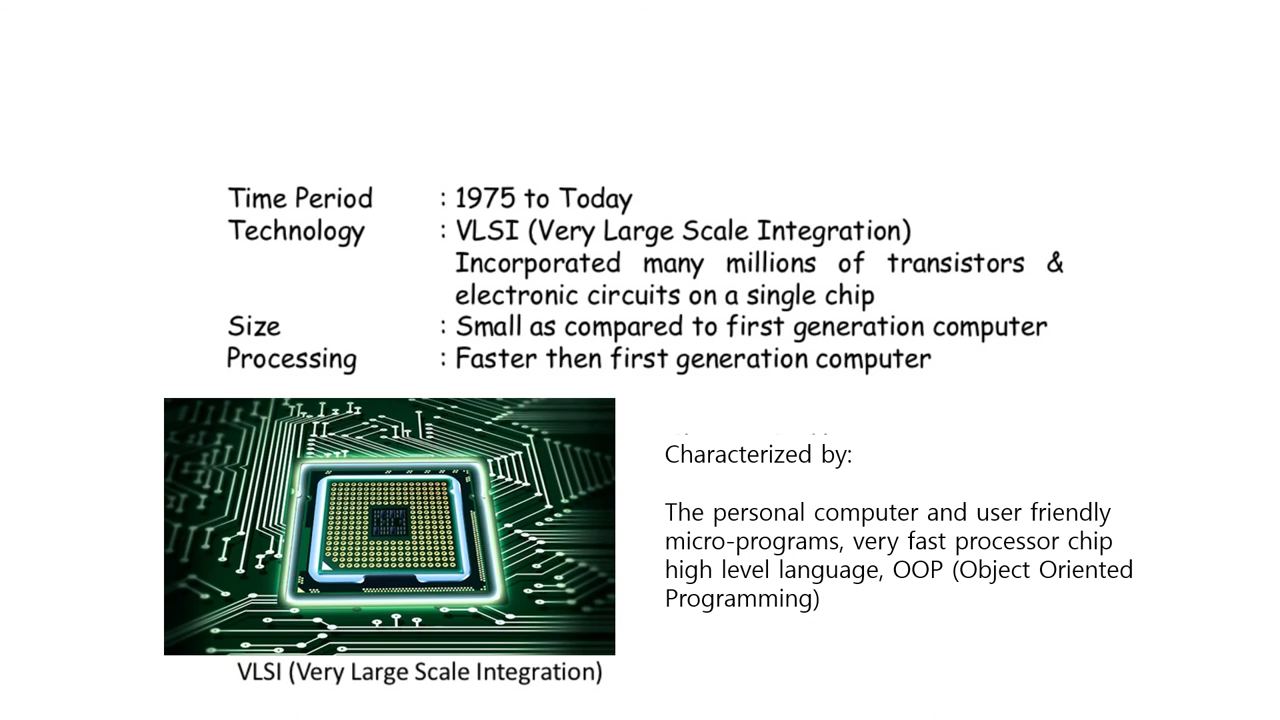 Time Period : 1975 to Today
Technology : VLSI (Very Large Scale Integration)
Incorporated many millions of transistors &
electronic circuits on a single chip
Size : Small as compared to first generation computer
Processing : Faster then first generation computer
Characterized by:
The personal computer and user friendly
micro-programs, very fast processor chip
high level language, OOP (Object Oriented
Programming)
VLSI (Very Large Scale Integration)